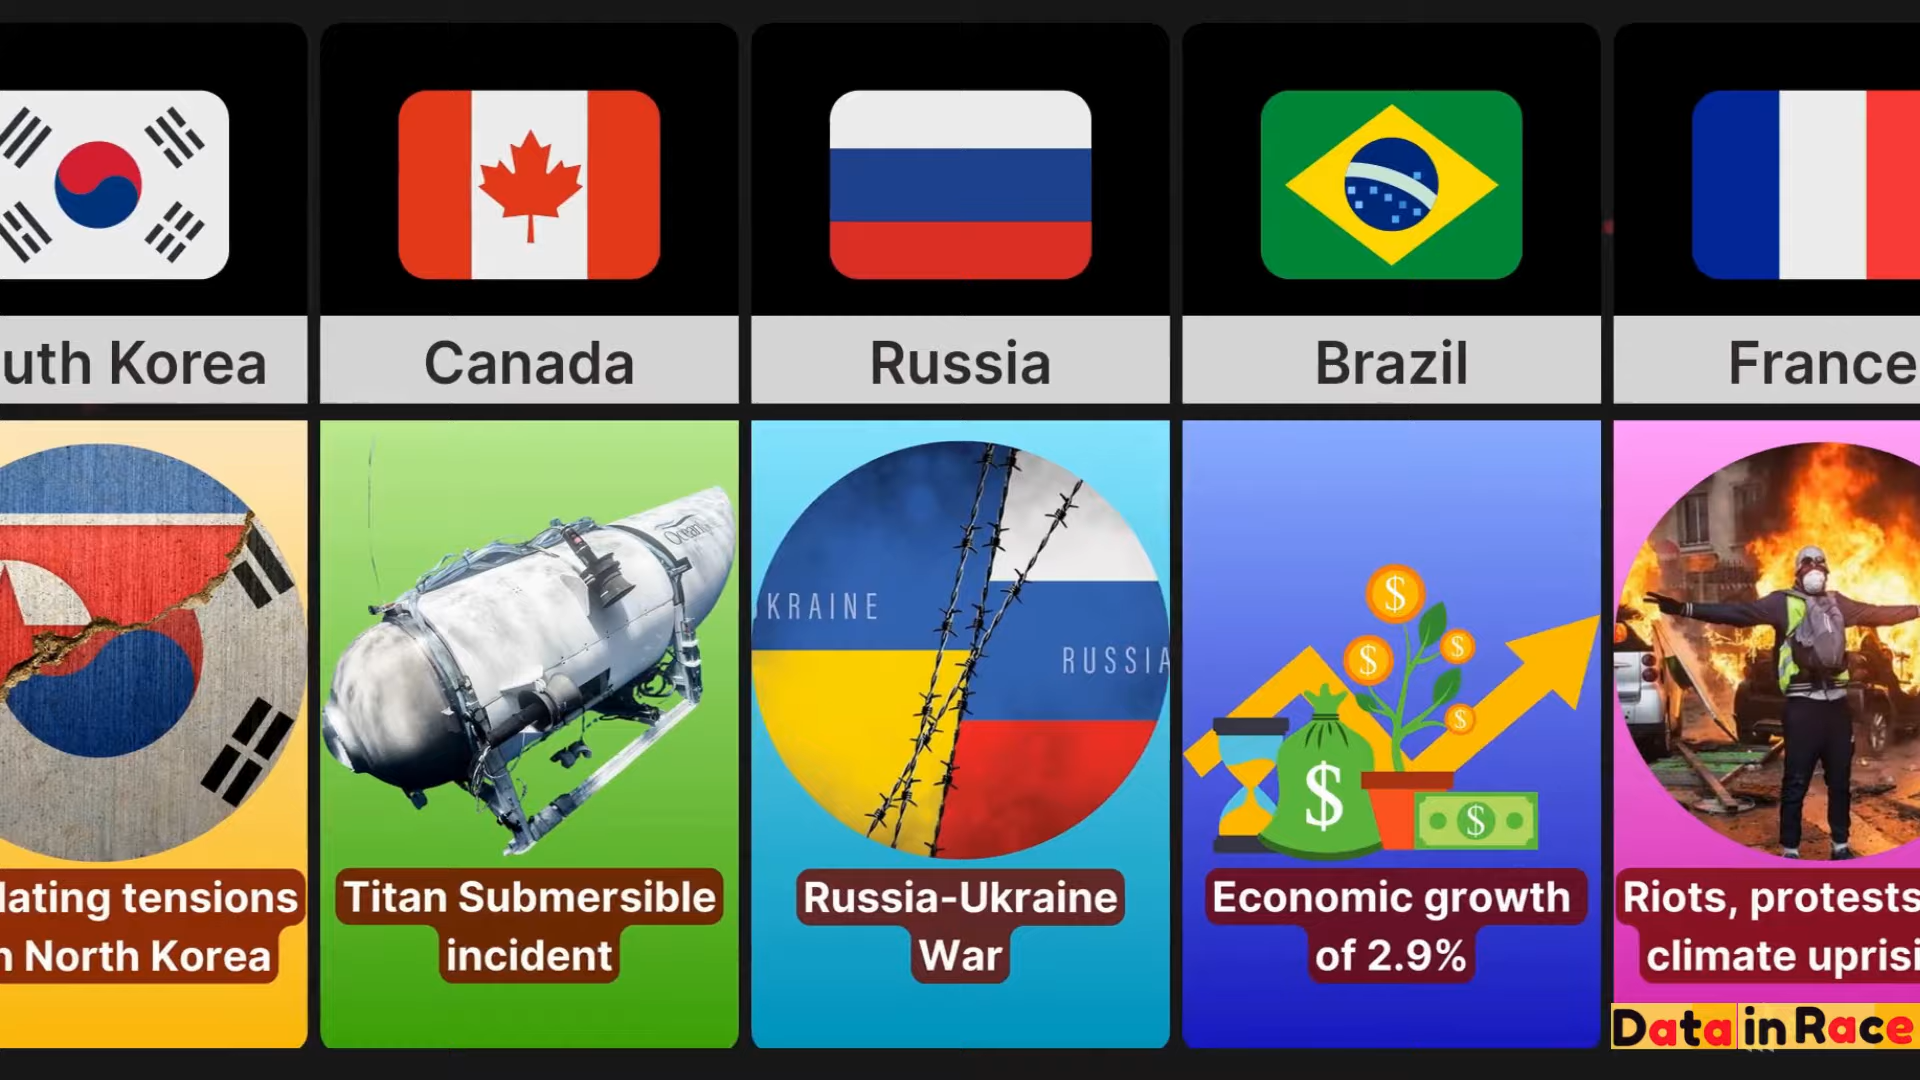 uth Korea
Canada
Russia
Brazil
France
KRAINE
RUSSIA
$
$
$
$
$
$
lating tensions
n North Korea
Titan Submersible
incident
Russia-Ukraine
War
Economic growth
of 2.9%
Riots, protests
climate uprisi
Data in Race